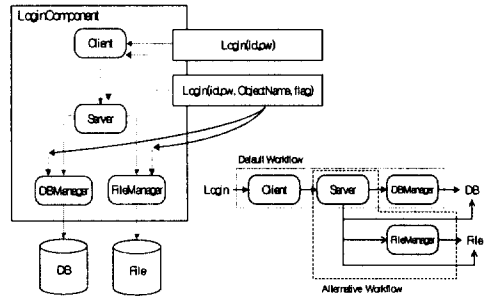 LoginComponent
Client
Login(id,pw)
Login(id,pw, ObjectName, flag)
Server
DBManager
FileManager
DB
File
Default Workflow
Login
Client
Server
DBManager
DB
FileManager
File
Alternative Workflow